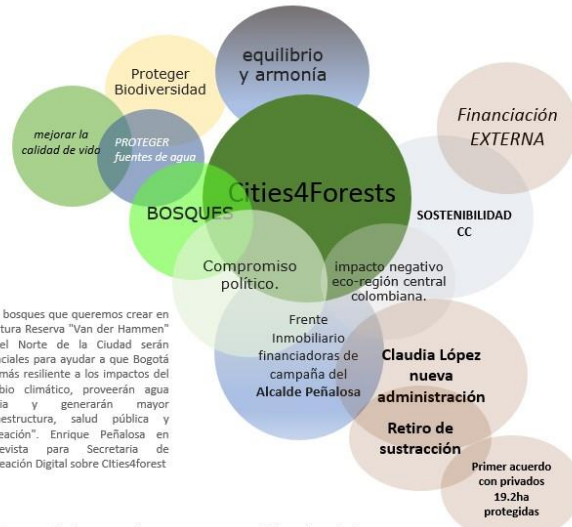 equilibrio
y armonía
Proteger
Biodiversidad
Financiación
EXTERNA
mejorar la
calidad de vida
PROTEGER
fuentes de agua
Cities4Forests
BOSQUES
SOSTENIBILIDAD
CC
Compromiso
político.
impacto negativo
eco-región central
colombiana.
bosques que queremos crear en
tura Reserva "Van der Hammen"
el Norte de la Ciudad serán
ciales para ayudar a que Bogotá
más resiliente a los impactos del
bio climático, proveerán agua
ia y generarán mayor
estructura, salud pública y
eación". Enrique Peñalosa en
evista para Secretaria de
eación Digital sobre CIties4forest
Frente
Inmobiliario
financiadoras de
campaña del
Alcalde Peñalosa
Claudia López
nueva
administración
Retiro de
sustracción
Primer acuerdo
con privados
19.2ha
protegidas